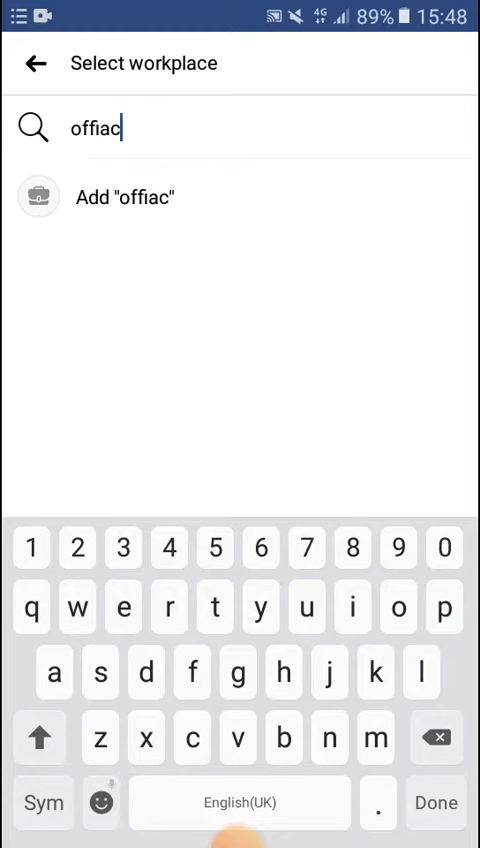 4G 89% 15:48
Select workplace
offiac
Add "offiac"
1 2 3 4 5 6 7 8 9 0
q w e r t y u i o p
a s d f g h j k l
z x c v b n m
Sym English(UK) . Done